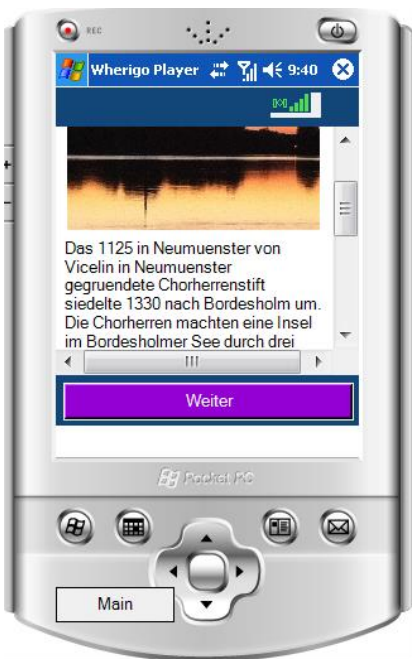 REC
Wherigo Player 9:40
Das 1125 in Neumuenster von
Vicelin in Neumuenster
gegruendete Chorherrenstift
siedelte 1330 nach Bordesholm um.
Die Chorherren machten eine Insel
im Bordesholmer See durch drei
Weiter
Pocket PC
Main